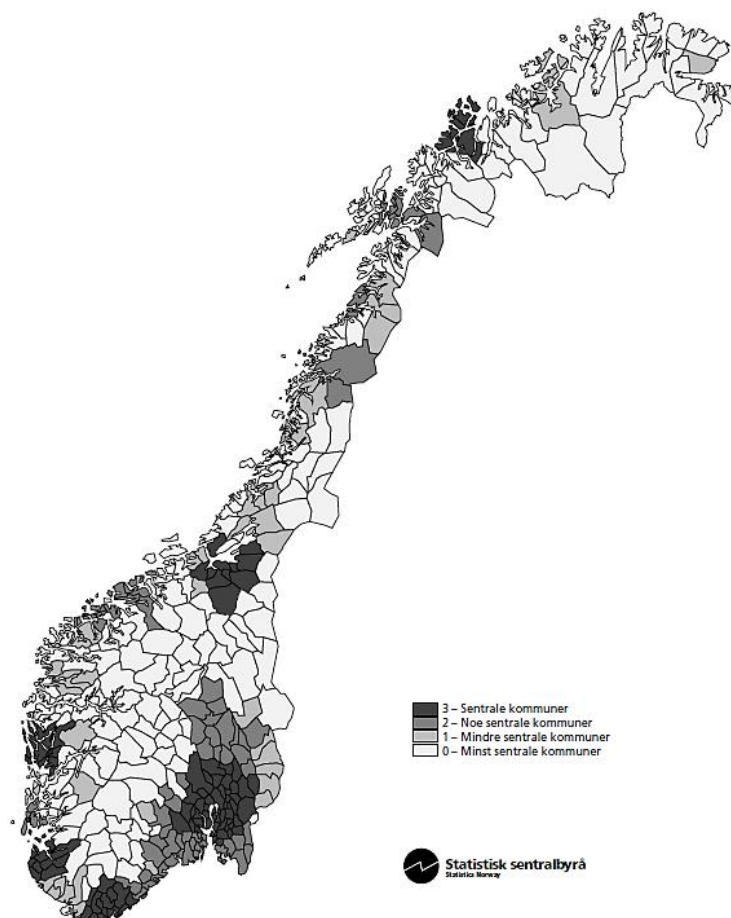 3 – Sentrale kommuner
2 – Noe sentrale kommuner
1 – Mindre sentrale kommuner
0 – Minst sentrale kommuner
Statistisk sentralbyrå
Statistics Norway